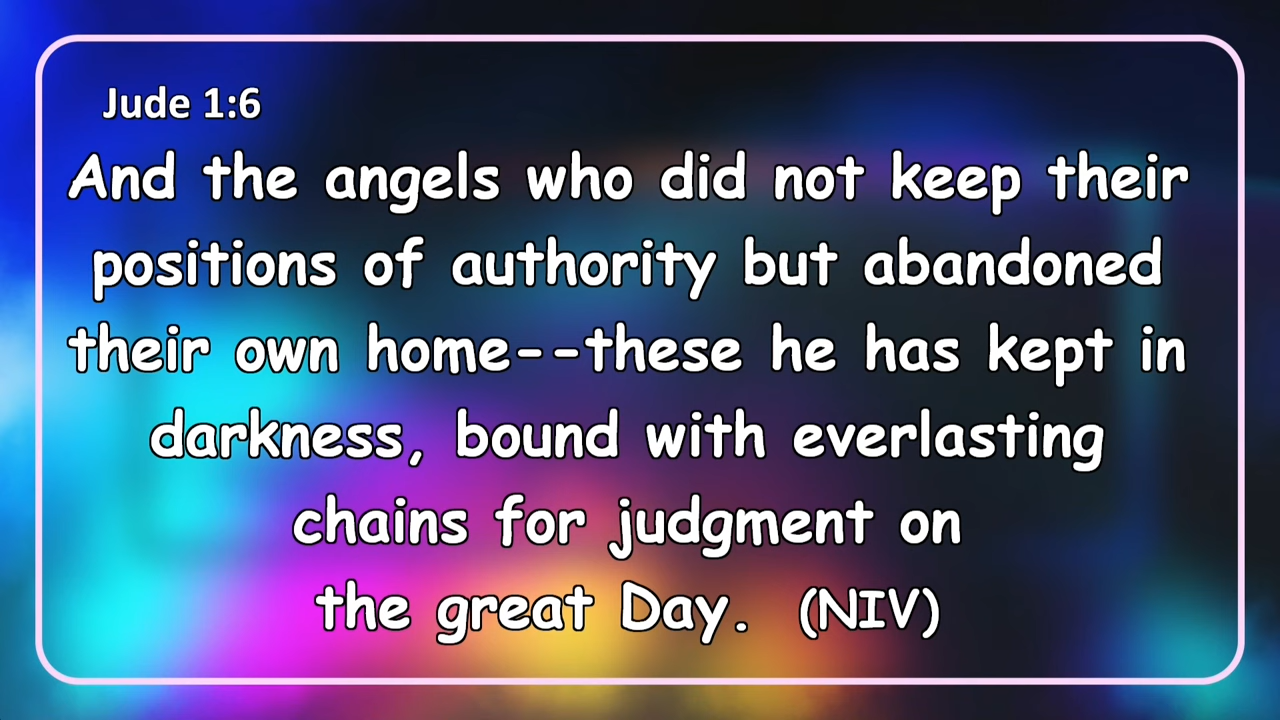 Jude 1:6
And the angels who did not keep their
positions of authority but abandoned
their own home--these he has kept in
darkness, bound with everlasting
chains for judgment on
the great Day. (NIV)